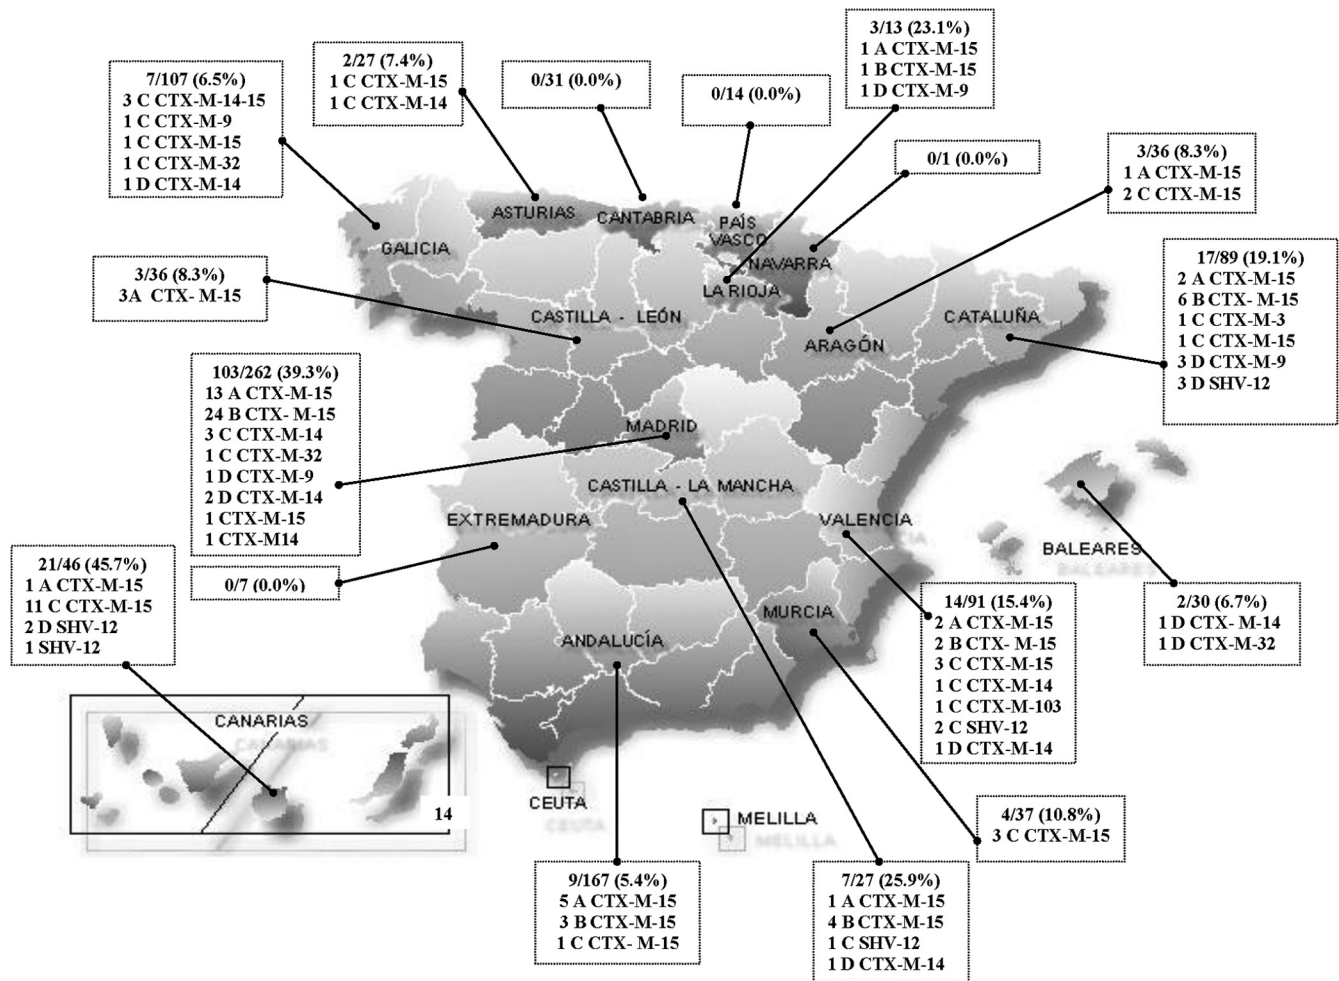 3/13 (23.1%)
1 A CTX-M-15
1 B CTX-M-15
1 D CTX-M-9
2/27 (7.4%)
1 C CTX-M-15
1 C CTX-M-14
7/107 (6.5%)
3 C CTX-M-14-15
1 C CTX-M-9
1 C CTX-M-15
1 C CTX-M-32
1 D CTX-M-14
0/31 (0.0%)
0/14 (0.0%)
0/1 (0.0%)
3/36 (8.3%)
1 A CTX-M-15
2 C CTX-M-15
ASTURIAS
CANTABRIA
PAÍS
VASCO
GALICIA
NAVARRA
LA RIOJA
3/36 (8.3%)
3A CTX- M-15
17/89 (19.1%)
2 A CTX-M-15
6 B CTX- M-15
1 C CTX-M-3
1 C CTX-M-15
3 D CTX-M-9
3 D SHV-12
CASTILLA - LEÓN
CATALUÑA
ARAGÓN
103/262 (39.3%)
13 A CTX-M-15
24 B CTX- M-15
3 C CTX-M-14
1 C CTX-M-32
1 D CTX-M-9
2 D CTX-M-14
1 CTX-M-15
1 CTX-M14
MADRID
CASTILLA - LA MANCHA
EXTREMADURA
VALENCIA
BALEARES
BALEARES
21/46 (45.7%)
1 A CTX-M-15
11 C CTX-M-15
2 D SHV-12
1 SHV-12
0/7 (0.0%)
MURCIA
ANDALUCÍA
14/91 (15.4%)
2 A CTX-M-15
2 B CTX- M-15
3 C CTX-M-15
1 C CTX-M-14
1 C CTX-M-103
2 C SHV-12
1 D CTX-M-14
2/30 (6.7%)
1 D CTX- M-14
1 D CTX-M-32
CANARIAS
CANARIAS
14
CEUTA
CEUTA
MELILLA
MELILLA
4/37 (10.8%)
3 C CTX-M-15
9/167 (5.4%)
5 A CTX-M-15
3 B CTX-M-15
1 C CTX- M-15
7/27 (25.9%)
1 A CTX-M-15
4 B CTX-M-15
1 C SHV-12
1 D CTX-M-14